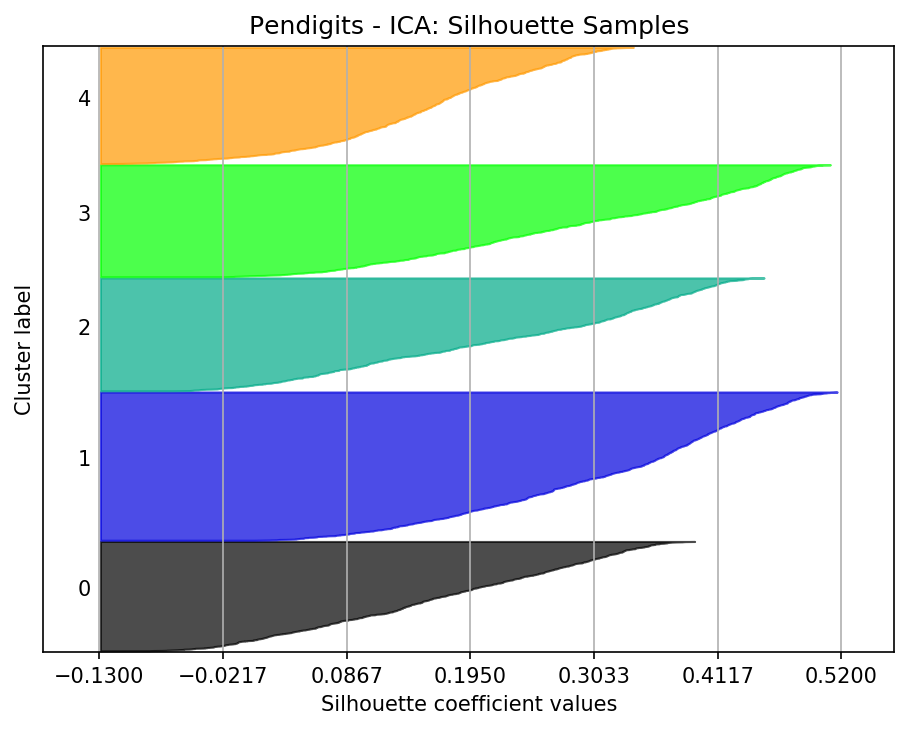 Pendigits - ICA: Silhouette Samples
4
3
2
1
0
Cluster label
−0.1300 −0.0217 0.0867 0.1950 0.3033 0.4117 0.5200
Silhouette coefficient values